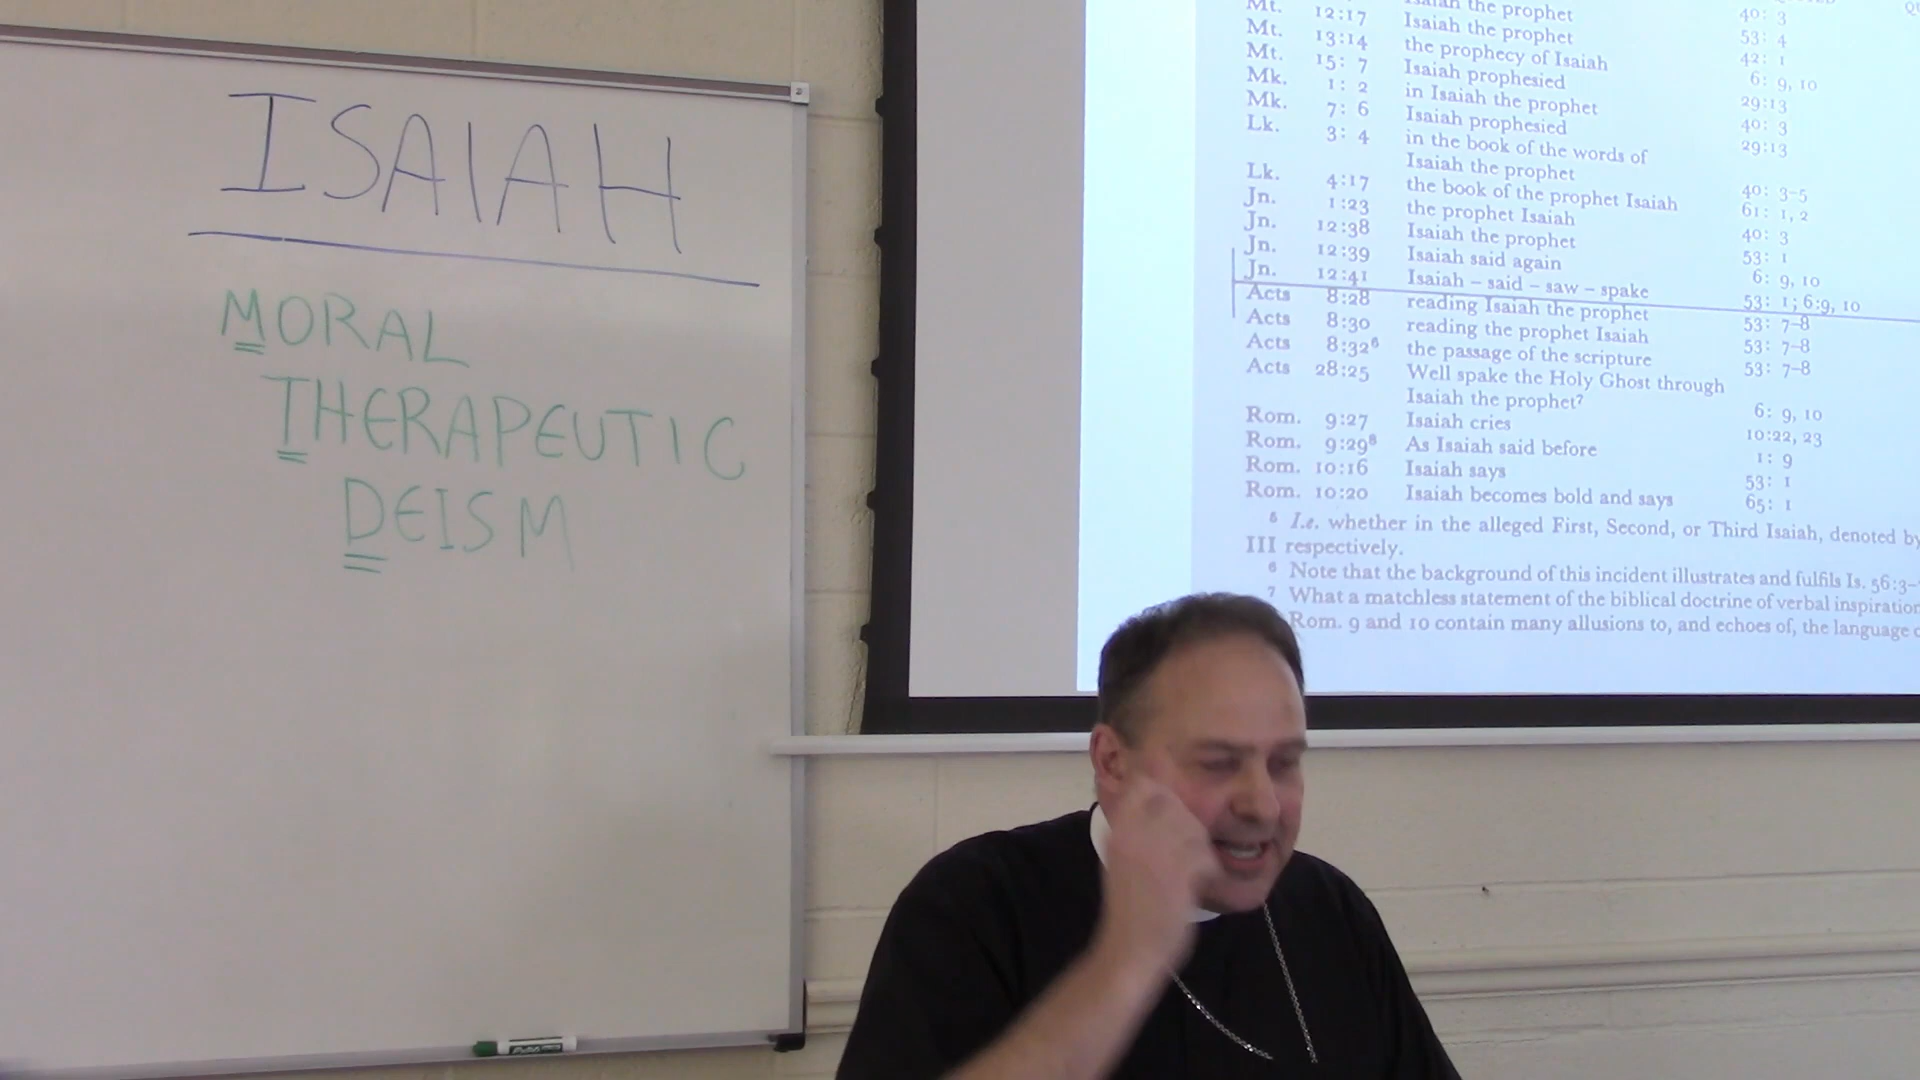 ISAIAH
MORAL
THERAPEUTIC
DEISM
Mt. Isaiah the prophet 40: 3
Mt. 12:17 Isaiah the prophet 53: 4
Mt. 13:14 the prophecy of Isaiah 42: 1
Mt. 15: 7 Isaiah prophesied 6: 9, 10
Mk. 1: 2 in Isaiah the prophet 29:13
Mk. 7: 6 Isaiah prophesied 40: 3
Lk. 3: 4 in the book of the words of 29:13
Isaiah the prophet
Lk. 4:17 the book of the prophet Isaiah 40: 3-5
Jn. 1:23 the prophet Isaiah 61: 1, 2
Jn. 12:38 Isaiah the prophet 40: 3
Jn. 12:39 Isaiah said again 53: 1
Jn. 12:41 Isaiah – said – saw – spake 6: 9, 10
Acts 8:28 reading Isaiah the prophet 53: 1; 6:9, 10
Acts 8:30 reading the prophet Isaiah 53: 7-8
Acts 8:32⁶ the passage of the scripture 53: 7-8
Acts 28:25 Well spake the Holy Ghost through 53: 7-8
Isaiah the prophet? 6: 9, 10
Rom. 9:27 Isaiah cries 10:22, 23
Rom. 9:29⁸ As Isaiah said before 1: 9
Rom. 10:16 Isaiah says 53: 1
Rom. 10:20 Isaiah becomes bold and says 65: 1
⁵ I.e. whether in the alleged First, Second, or Third Isaiah, denoted by
III respectively.
⁶ Note that the background of this incident illustrates and fulfils Is. 56:3-
⁷ What a matchless statement of the biblical doctrine of verbal inspiration
Rom. 9 and 10 contain many allusions to, and echoes of, the language